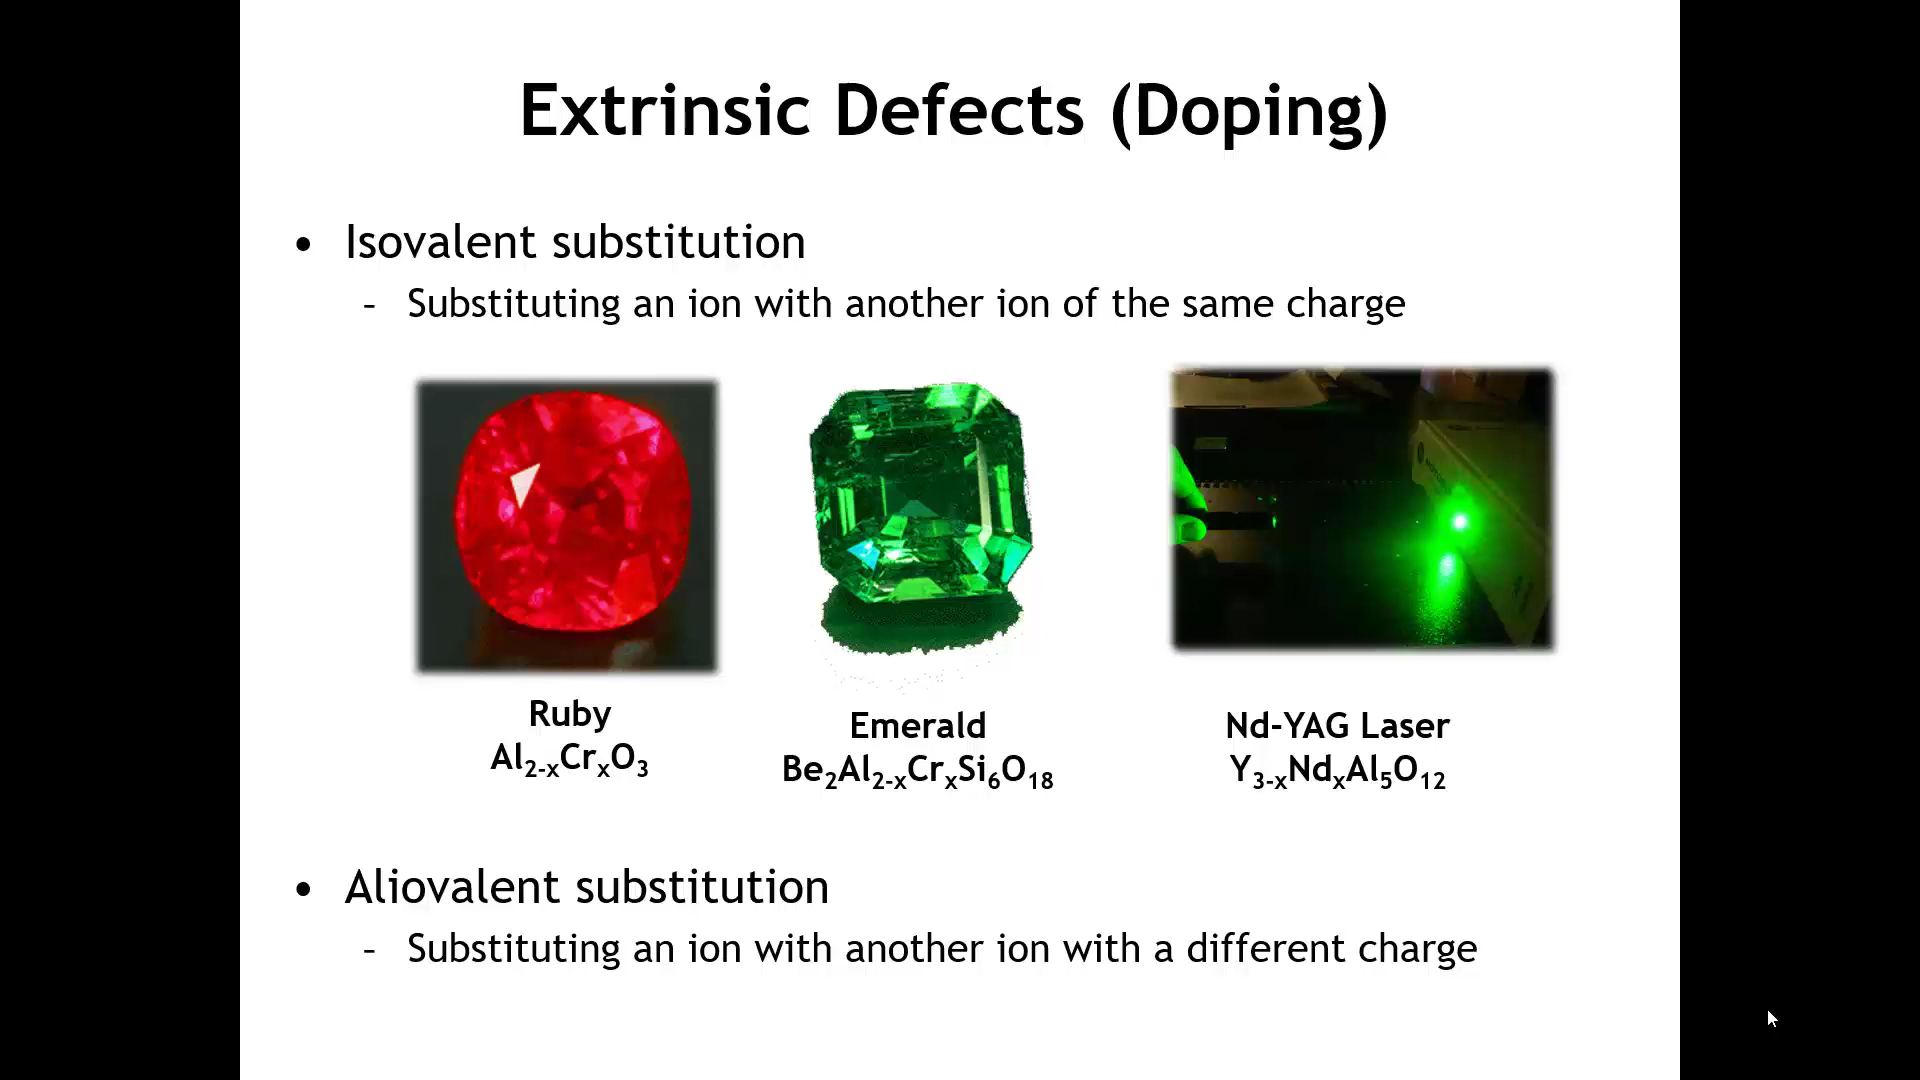 Extrinsic Defects (Doping)
• Isovalent substitution
– Substituting an ion with another ion of the same charge
Ruby
Al₂₋ₓCrₓO₃
Emerald
Be₂Al₂₋ₓCrₓSi₆O₁₈
Nd-YAG Laser
Y₃₋ₓNdₓAl₅O₁₂
• Aliovalent substitution
– Substituting an ion with another ion with a different charge